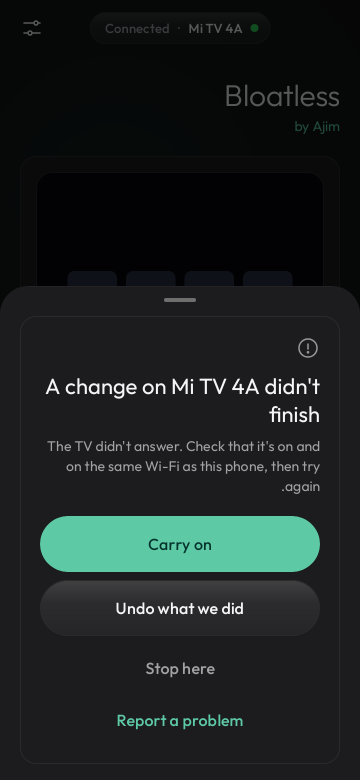 Connected · Mi TV 4A
Bloatless
by Ajim
A change on Mi TV 4A didn't
finish
The TV didn't answer. Check that it's on and
on the same Wi-Fi as this phone, then try
.again
Carry on
Undo what we did
Stop here
Report a problem